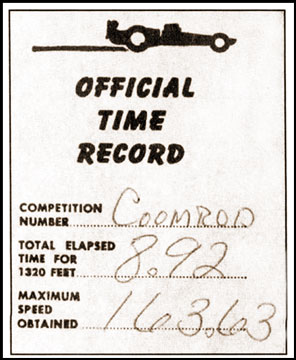 OFFICIAL
TIME
RECORD
COMPETITION
NUMBER COOMROD
TOTAL ELAPSED
TIME FOR 8.92
1320 FEET
MAXIMUM
SPEED 163.63
OBTAINED